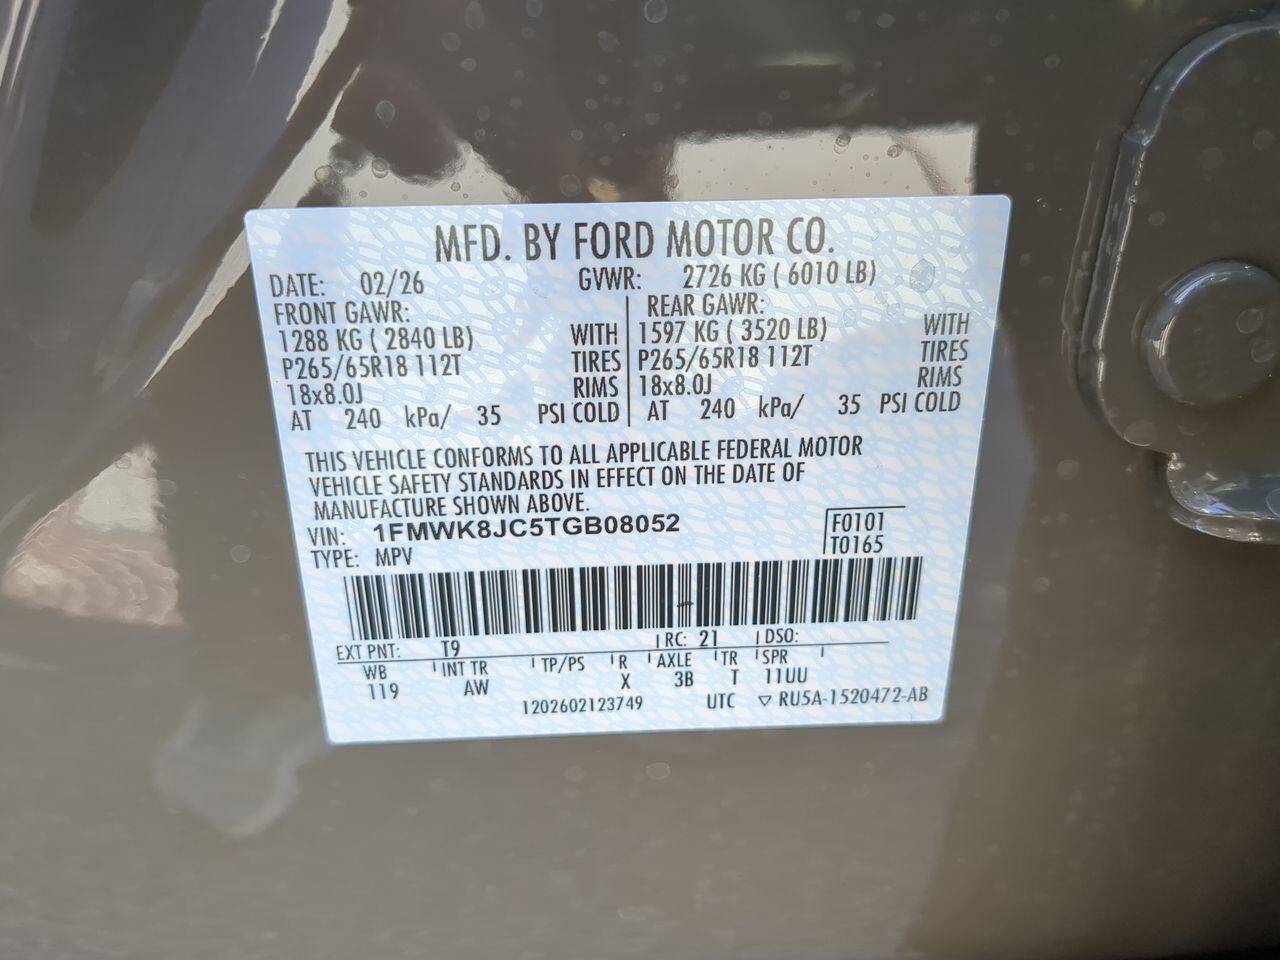 MFD. BY FORD MOTOR CO.
DATE: 02/26 GVWR: 2726 KG ( 6010 LB)
FRONT GAWR: REAR GAWR:
1288 KG ( 2840 LB) WITH 1597 KG ( 3520 LB) WITH
P265/65R18 112T TIRES P265/65R18 112T TIRES
18x8.0J RIMS 18x8.0J RIMS
AT 240 kPa/ 35 PSI COLD AT 240 kPa/ 35 PSI COLD
THIS VEHICLE CONFORMS TO ALL APPLICABLE FEDERAL MOTOR
VEHICLE SAFETY STANDARDS IN EFFECT ON THE DATE OF
MANUFACTURE SHOWN ABOVE.
VIN: 1FMWK8JC5TGB08052 F0101
TYPE: MPV T0165
EXT PNT: T9 RC: 21 DSO:
WB INT TR TP/PS R AXLE TR SPR
119 AW X 3B T 11UU
1202602123749 UTC ▽ RU5A-1520472-AB